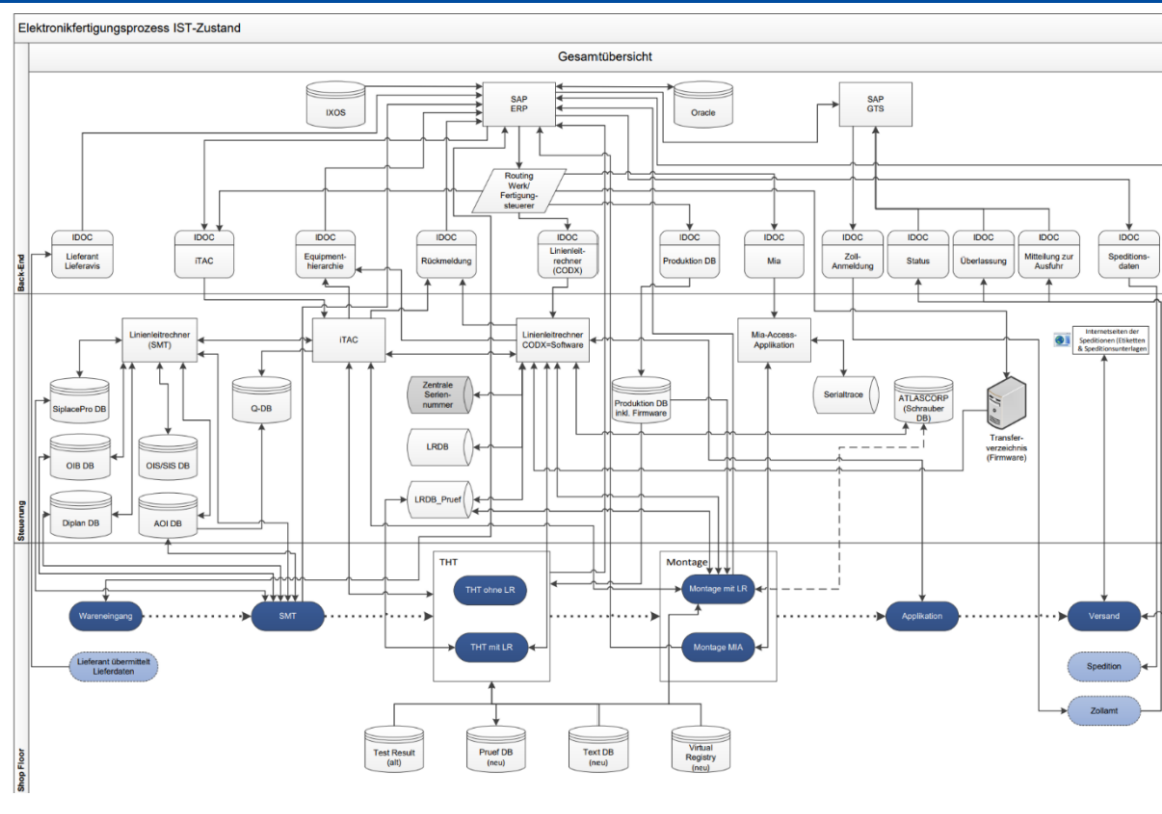 Elektronikfertigungsprozess IST-Zustand
Gesamtübersicht
Back-End
IXOS
SAP
ERP
Oracle
SAP
GTS
Routing
Werk/
Fertigung-
steuerer
IDOC
Lieferant
Lieferavis
IDOC
iTAC
IDOC
Equipment-
hierarchie
IDOC
Rückmeldung
IDOC
Linienleit-
rechner
(CODX)
IDOC
Produktion DB
IDOC
Mia
IDOC
Zoll-
Anmeldung
IDOC
Status
IDOC
Überlassung
IDOC
Mitteilung zur
Ausfuhr
IDOC
Speditions-
daten
Steuerung
Linienleitrechner
(SMT)
iTAC
Linienleitrechner
CODX=Software
Mia-Access-
Applikation
Internetseiten der
Speditionen (Etiketten
& Speditionsunterlagen
SiplacePro DB
Q-DB
Zentrale
Serien-
nummer
Produktion DB
inkl. Firmware
Serialtrace
ATLASCORP
(Schrauber
DB)
Transfer-
verzeichnis
(Firmware)
OIB DB
OIS/SIS DB
LRDB
Diplan DB
AOI DB
LRDB_Pruef
Shop Floor
THT
Montage
THT ohne LR
Montage mit LR
Wareneingang
SMT
Applikation
Versand
THT mit LR
Montage MIA
Lieferant übermittelt
Lieferdaten
Spedition
Zollamt
Test Result
(alt)
Pruef DB
(neu)
Text DB
(neu)
Virtual
Registry
(neu)